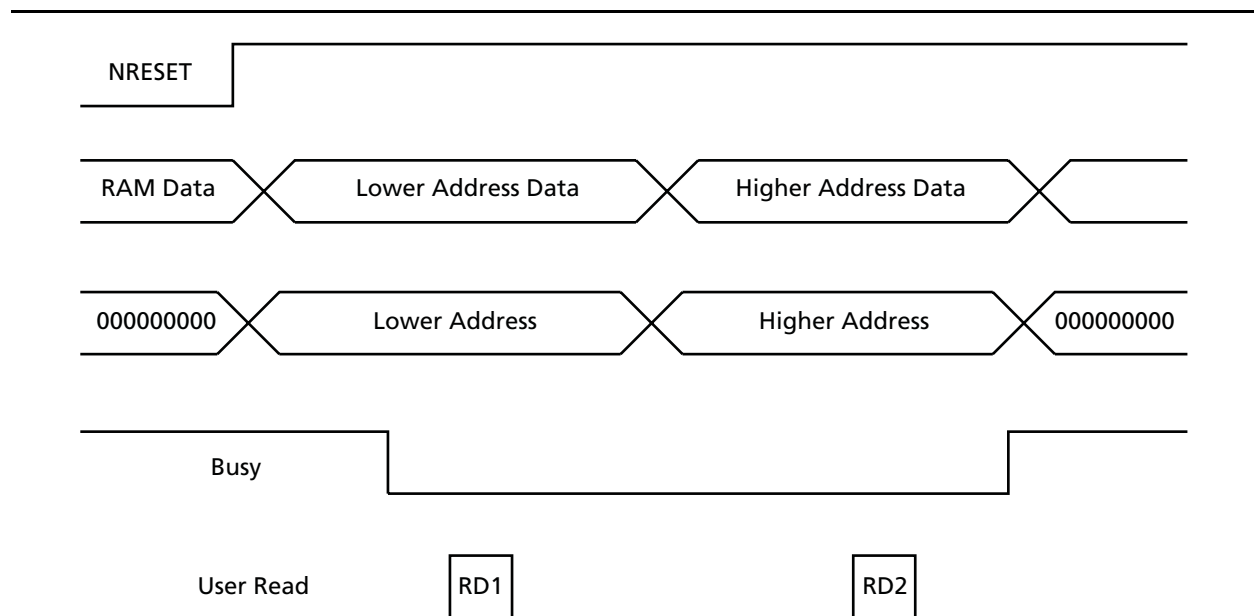 NRESET
RAM Data Lower Address Data Higher Address Data
000000000 Lower Address Higher Address 000000000
Busy
User Read RD1 RD2